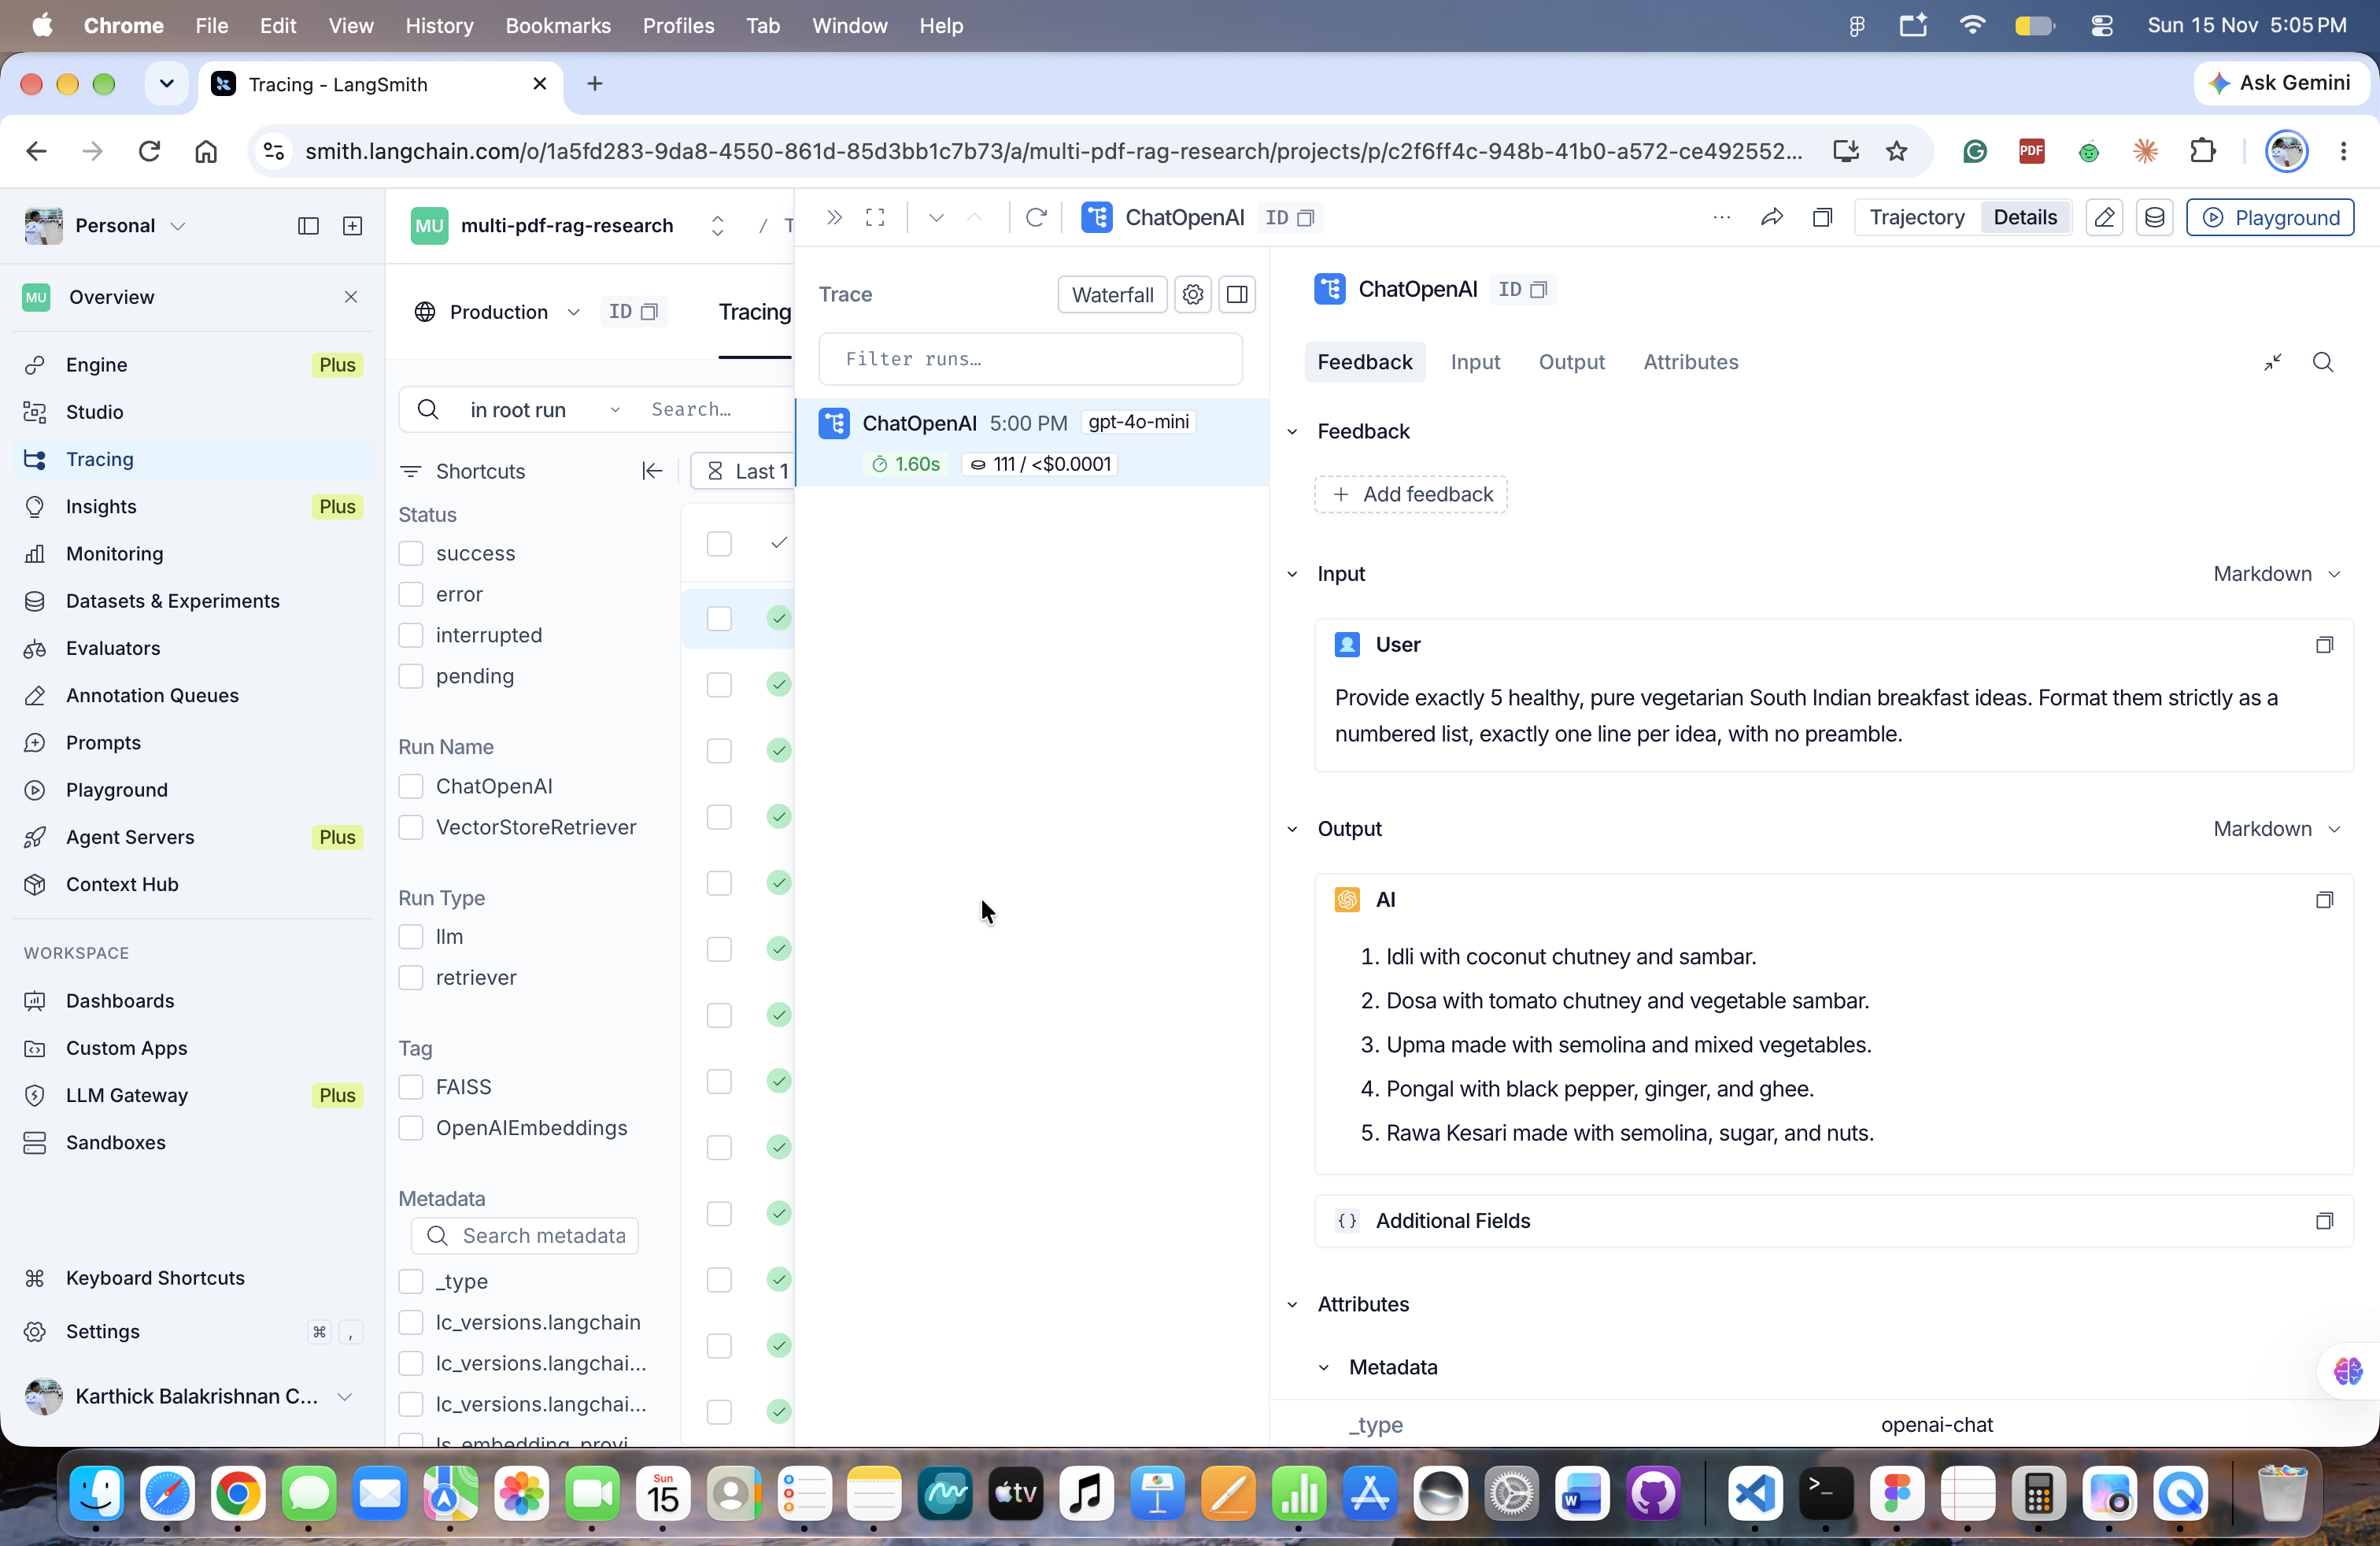 Chrome File Edit View History Bookmarks Profiles Tab Window Help Sun 15 Nov 5:05 PM
Tracing - LangSmith Ask Gemini
smith.langchain.com/o/1a5fd283-9da8-4550-861d-85d3bb1c7b73/a/multi-pdf-rag-research/projects/p/c2f6ff4c-948b-41b0-a572-ce492552... PDF
Personal
MU Overview
Engine Plus
Studio
Tracing
Insights Plus
Monitoring
Datasets & Experiments
Evaluators
Annotation Queues
Prompts
Playground
Agent Servers Plus
Context Hub
WORKSPACE
Dashboards
Custom Apps
LLM Gateway Plus
Sandboxes
Keyboard Shortcuts
Settings ⌘ ,
Karthick Balakrishnan C...
MU multi-pdf-rag-research / T
Production ID Tracing
in root run Search...
Shortcuts Last 1
Status
success
error
interrupted
pending
Run Name
ChatOpenAI
VectorStoreRetriever
Run Type
llm
retriever
Tag
FAISS
OpenAIEmbeddings
Metadata
Search metadata
_type
lc_versions.langchain
lc_versions.langchai...
lc_versions.langchai...
ls_embedding_provi
ChatOpenAI ID ... Trajectory Details Playground
Trace Waterfall
Filter runs...
ChatOpenAI 5:00 PM gpt-4o-mini
1.60s 111 / <$0.0001
ChatOpenAI ID
Feedback Input Output Attributes
Feedback
+ Add feedback
Input Markdown
User
Provide exactly 5 healthy, pure vegetarian South Indian breakfast ideas. Format them strictly as a
numbered list, exactly one line per idea, with no preamble.
Output Markdown
AI
1. Idli with coconut chutney and sambar.
2. Dosa with tomato chutney and vegetable sambar.
3. Upma made with semolina and mixed vegetables.
4. Pongal with black pepper, ginger, and ghee.
5. Rawa Kesari made with semolina, sugar, and nuts.
{ } Additional Fields
Attributes
Metadata
_type openai-chat
Sun
15
tv
W
>_